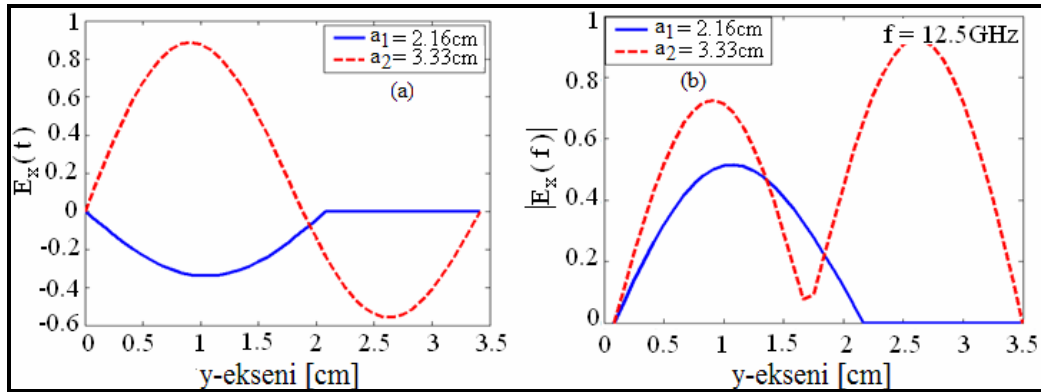 1
0.8
0.6
0.4
0.2
0
-0.2
-0.4
-0.6
E_x(t)
a1 = 2.16cm
a2 = 3.33cm
(a)
0 0.5 1 1.5 2 2.5 3 3.5
y-ekseni [cm]
1
0.8
0.6
0.4
0.2
0
|E_x(f)|
a1 = 2.16cm
a2 = 3.33cm
(b)
f = 12.5GHz
0 0.5 1 1.5 2 2.5 3 3.5
y-ekseni [cm]